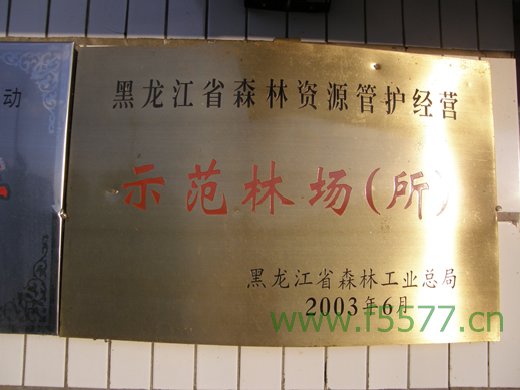 动
黑龙江省森林资源管护经营
示范林场(所)
黑龙江省森林工业总局
2003年6月
www.f5577.cn